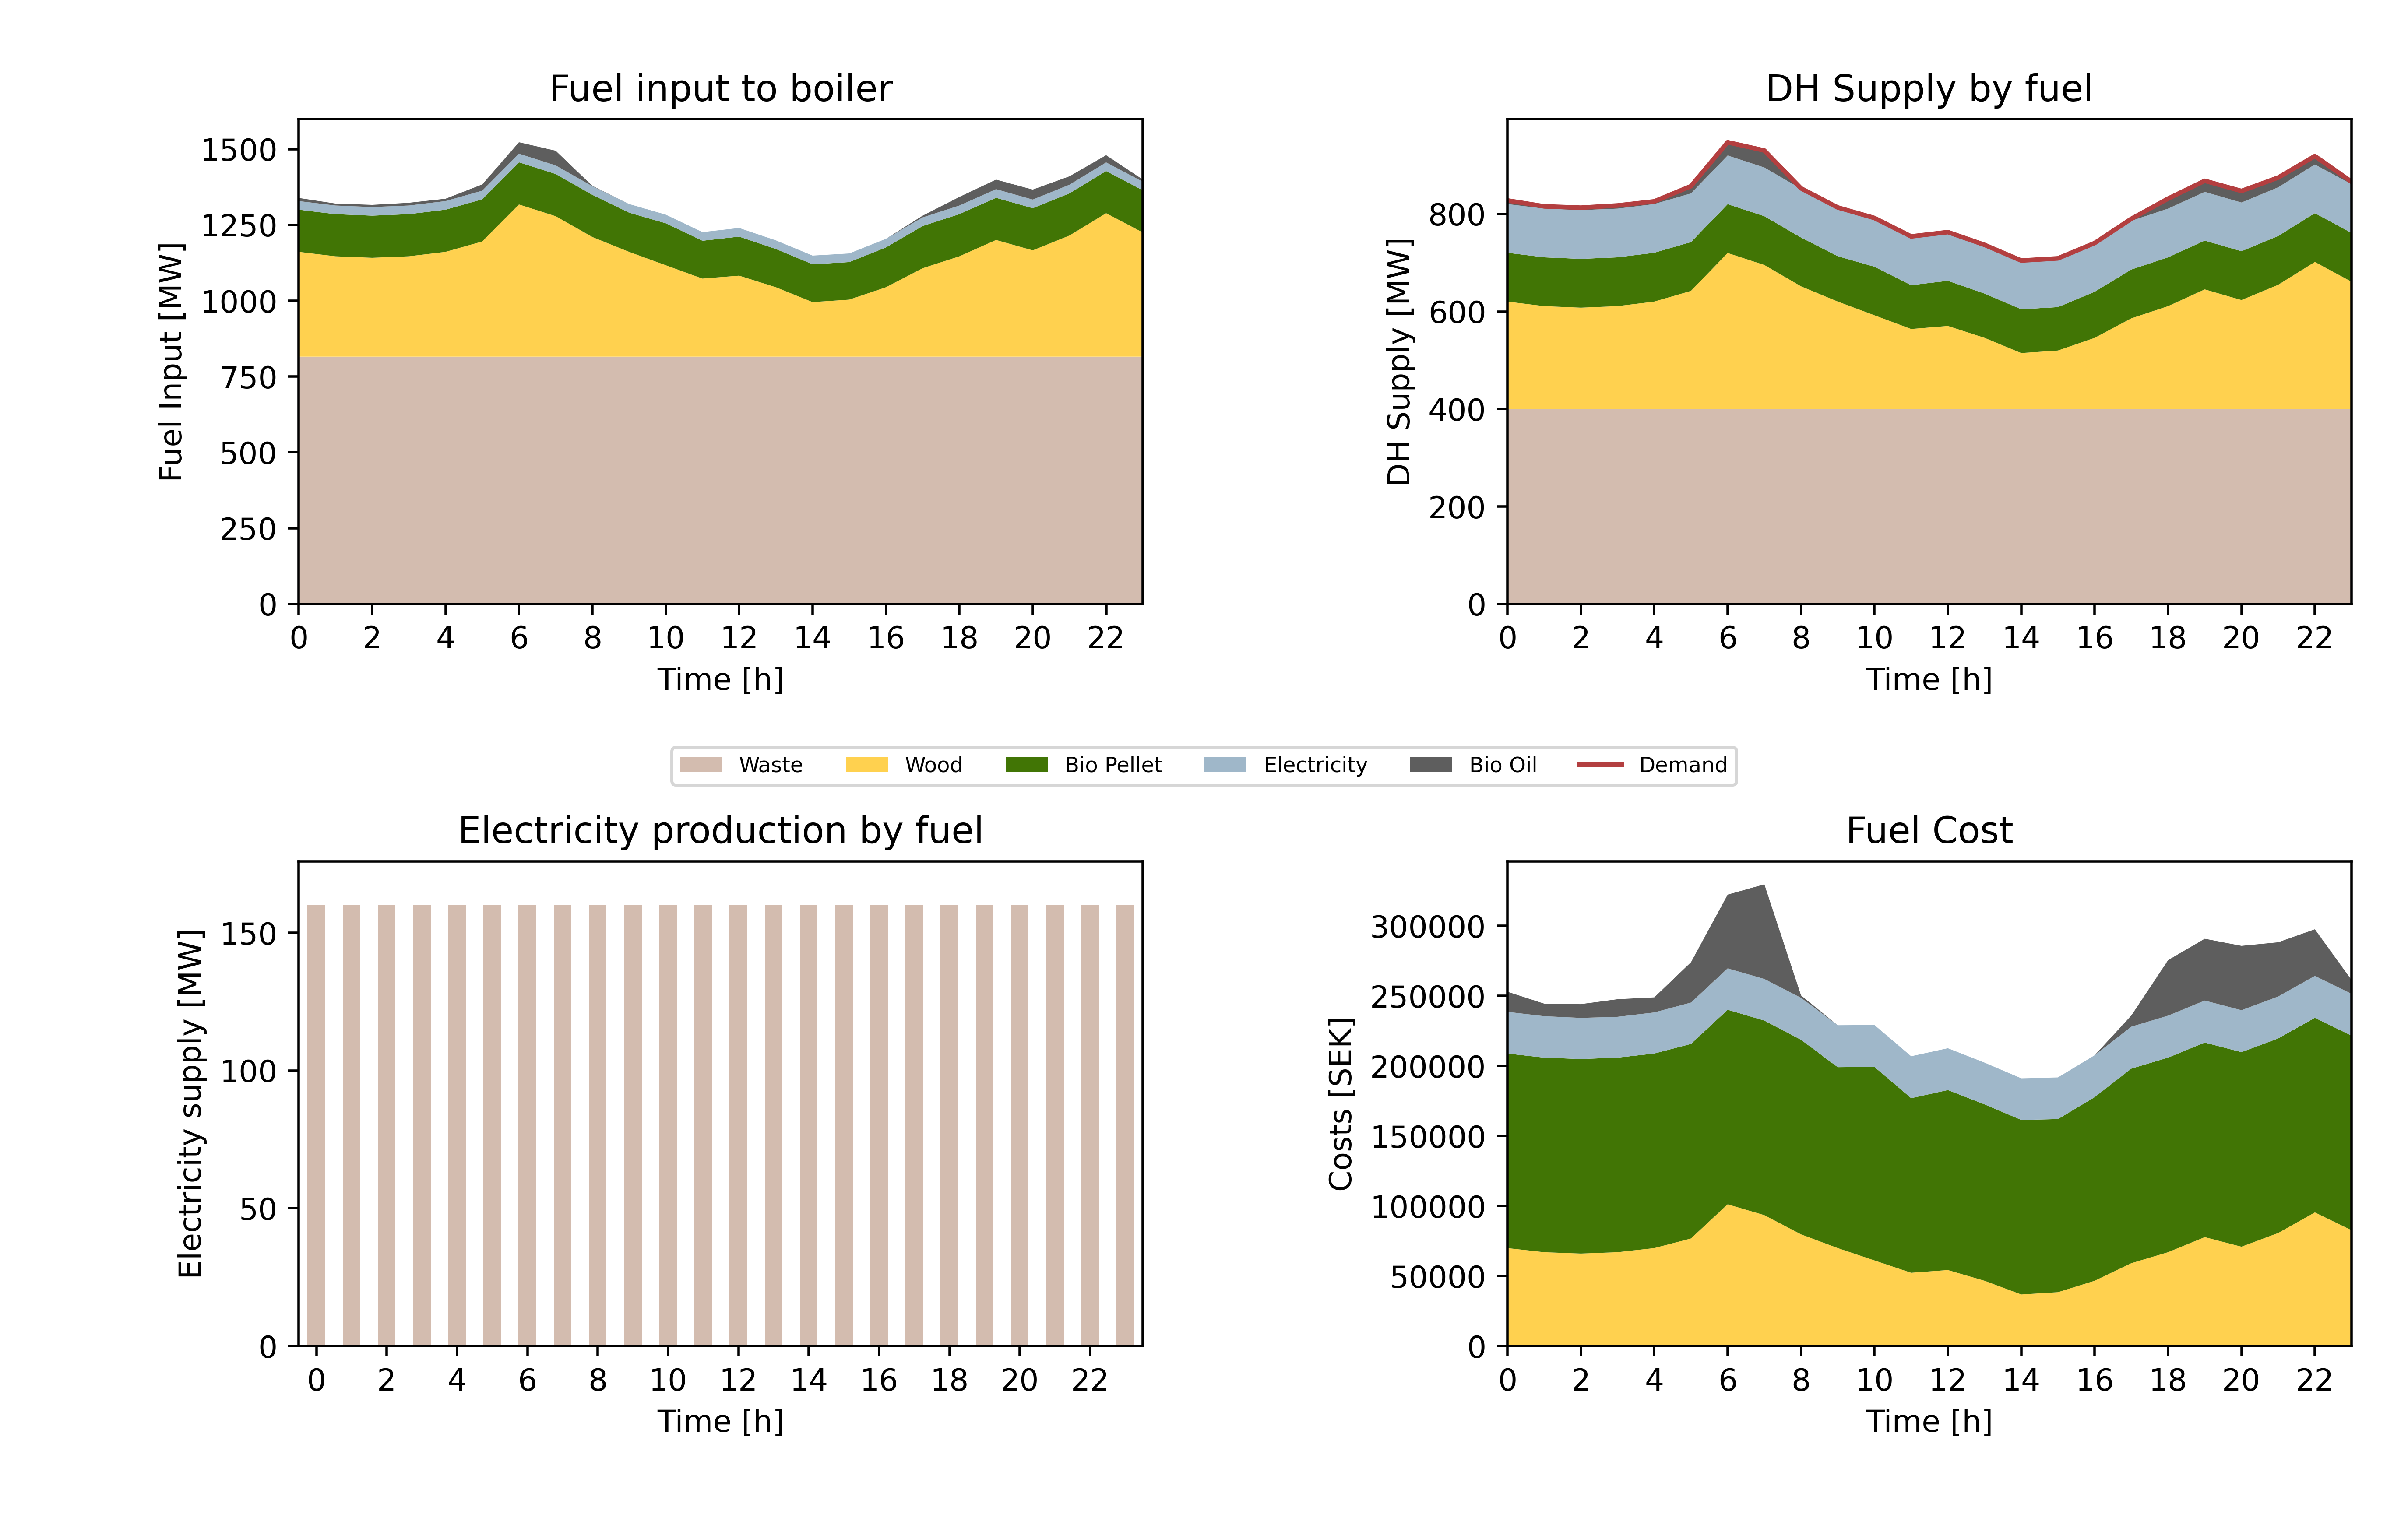 Fuel input to boiler
1500
1250
1000
750
500
250
0
Fuel Input [MW]
0 2 4 6 8 10 12 14 16 18 20 22
Time [h]
DH Supply by fuel
800
600
400
200
0
DH Supply [MW]
0 2 4 6 8 10 12 14 16 18 20 22
Time [h]
Waste Wood Bio Pellet Electricity Bio Oil Demand
Electricity production by fuel
150
100
50
0
Electricity supply [MW]
0 2 4 6 8 10 12 14 16 18 20 22
Time [h]
Fuel Cost
300000
250000
200000
150000
100000
50000
0
Costs [SEK]
0 2 4 6 8 10 12 14 16 18 20 22
Time [h]